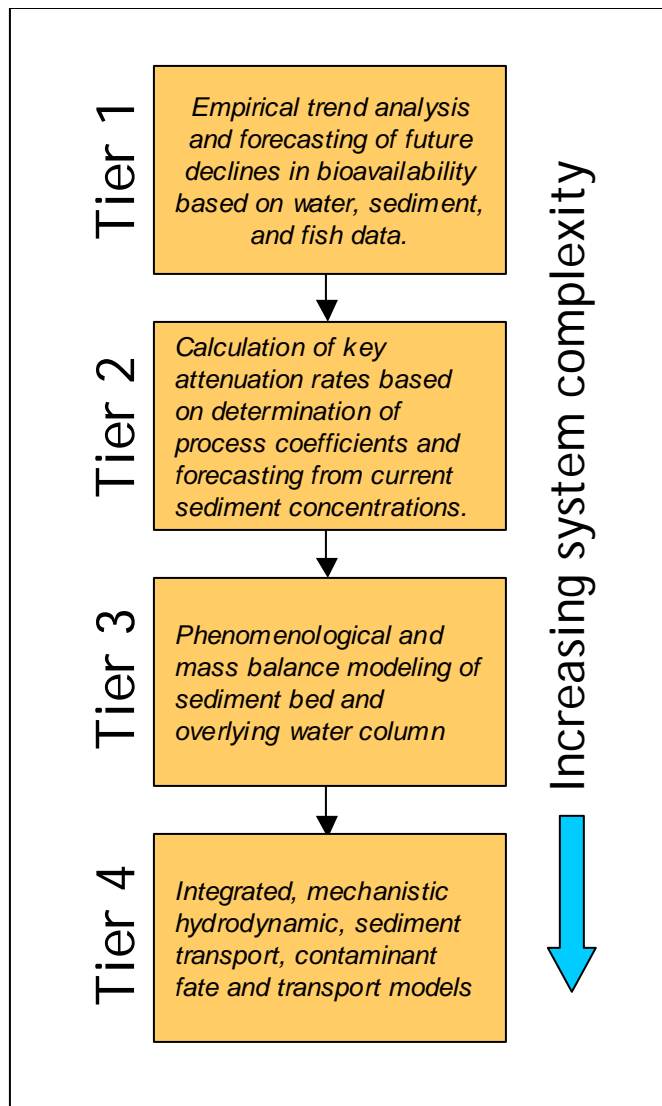 Tier 1
Empirical trend analysis
and forecasting of future
declines in bioavailability
based on water, sediment,
and fish data.
Tier 2
Calculation of key
attenuation rates based
on determination of
process coefficients and
forecasting from current
sediment concentrations.
Tier 3
Phenomenological and
mass balance modeling of
sediment bed and
overlying water column
Tier 4
Integrated, mechanistic
hydrodynamic, sediment
transport, contaminant
fate and transport models
Increasing system complexity